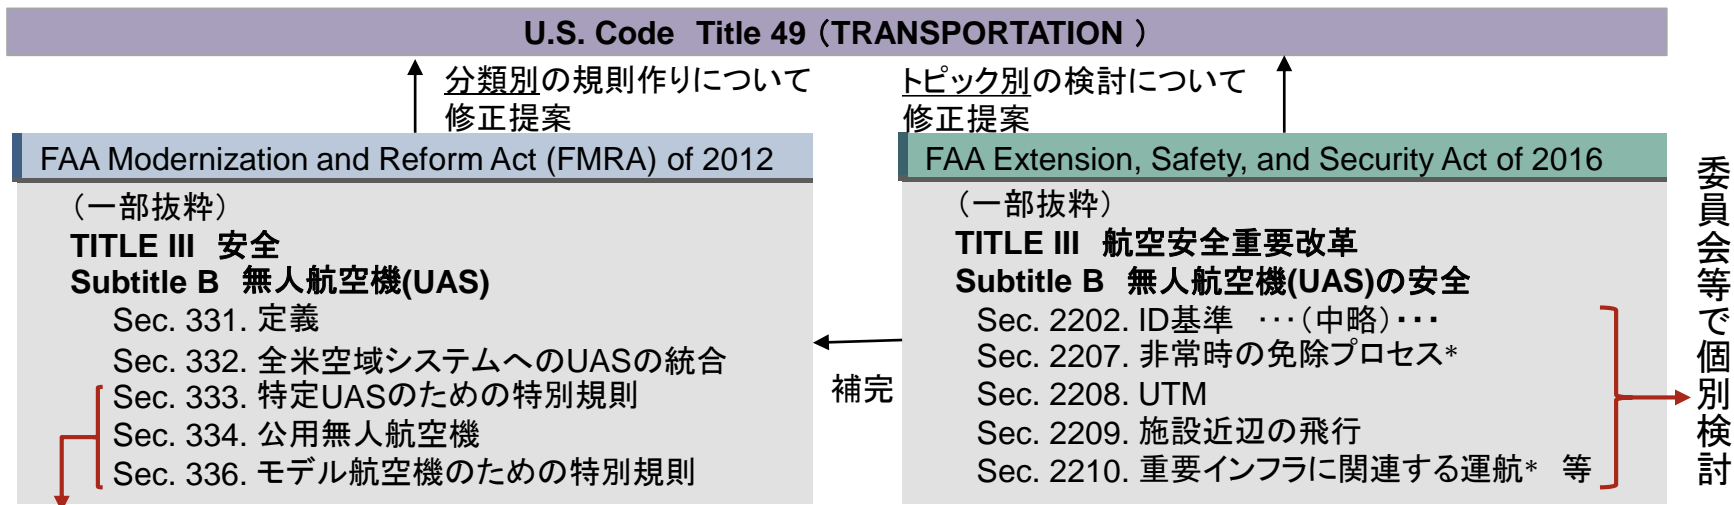 U.S. Code Title 49（TRANSPORTATION ）
分類別の規則作りについて
修正提案
トピック別の検討について
修正提案
FAA Modernization and Reform Act (FMRA) of 2012
（一部抜粋）
TITLE III 安全
Subtitle B 無人航空機(UAS)
Sec. 331. 定義
Sec. 332. 全米空域システムへのUASの統合
Sec. 333. 特定UASのための特別規則
Sec. 334. 公用無人航空機
Sec. 336. モデル航空機のための特別規則
補完
FAA Extension, Safety, and Security Act of 2016
（一部抜粋）
TITLE III 航空安全重要改革
Subtitle B 無人航空機(UAS)の安全
Sec. 2202. ID基準 …（中略）・・・
Sec. 2207. 非常時の免除プロセス*
Sec. 2208. UTM
Sec. 2209. 施設近辺の飛行
Sec. 2210. 重要インフラに関連する運航* 等
委員会等で個別検討